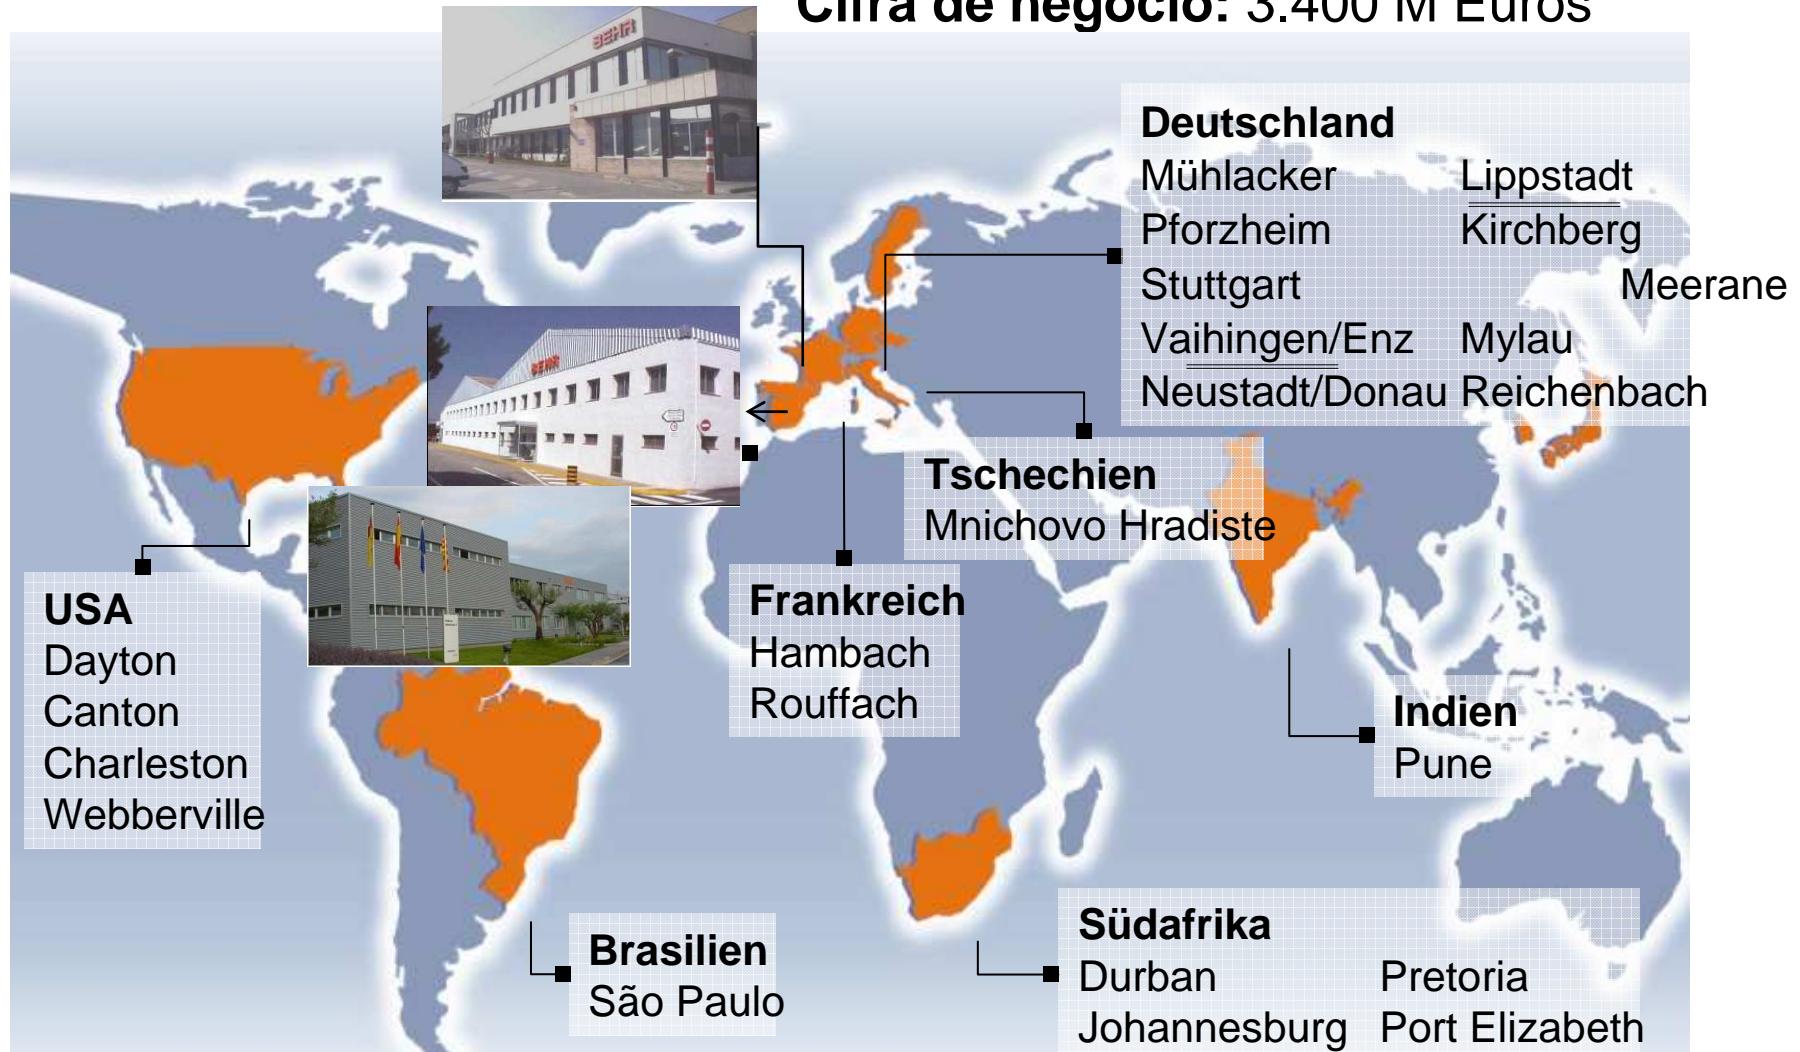 Cifra de negocio: 3.400 M Euros
BEHR
Deutschland
Mühlacker Lippstadt
Pforzheim Kirchberg
Stuttgart Meerane
Vaihingen/Enz Mylau
Neustadt/Donau Reichenbach
BEHR
Tschechien
Mnichovo Hradiste
USA
Dayton
Canton
Charleston
Webberville
Frankreich
Hambach
Rouffach
Indien
Pune
Brasilien
São Paulo
Südafrika
Durban Pretoria
Johannesburg Port Elizabeth